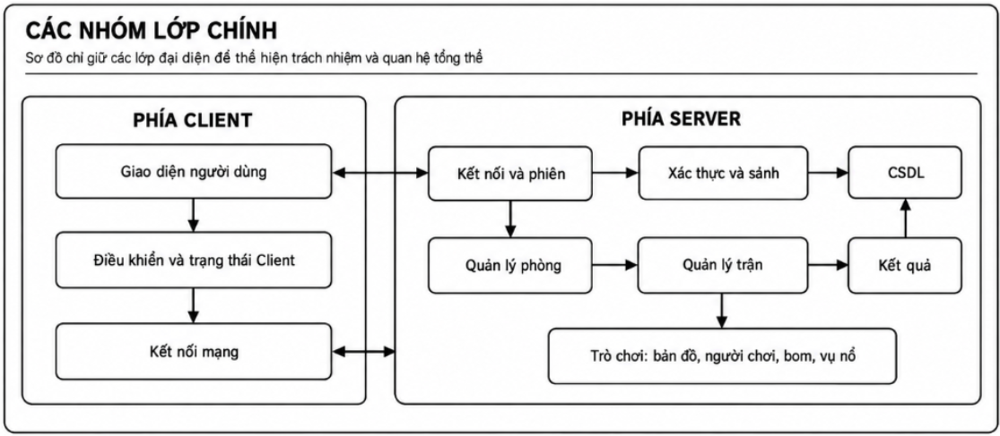 CÁC NHÓM LỚP CHÍNH
Sơ đồ chỉ giữ các lớp đại diện để thể hiện trách nhiệm và quan hệ tổng thể
PHÍA CLIENT
Giao diện người dùng
Điều khiển và trạng thái Client
Kết nối mạng
PHÍA SERVER
Kết nối và phiên
Xác thực và sảnh
CSDL
Quản lý phòng
Quản lý trận
Kết quả
Trò chơi: bản đồ, người chơi, bom, vụ nổ